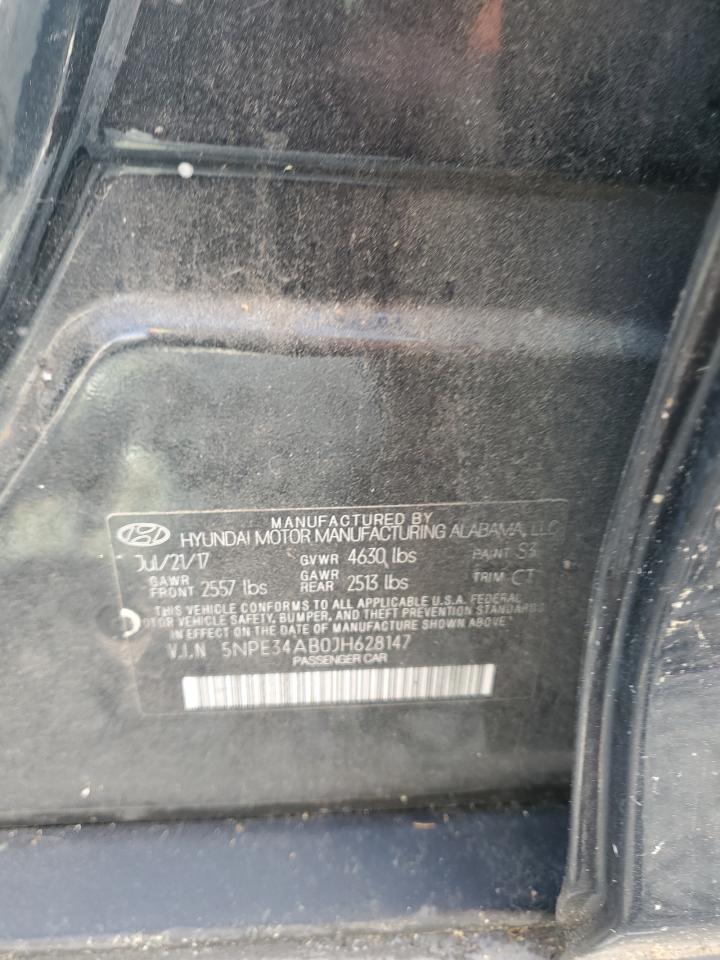 MANUFACTURED BY
HYUNDAI MOTOR MANUFACTURING ALABAMA, LLC
Jul/21/17 GVWR 4630 lbs PAINT S3
GAWR FRONT 2557 lbs GAWR REAR 2513 lbs TRIM CT
THIS VEHICLE CONFORMS TO ALL APPLICABLE U.S.A. FEDERAL
MOTOR VEHICLE SAFETY, BUMPER, AND THEFT PREVENTION STANDARDS
IN EFFECT ON THE DATE OF MANUFACTURE SHOWN ABOVE.
V.I.N 5NPE34AB0JH628147
PASSENGER CAR